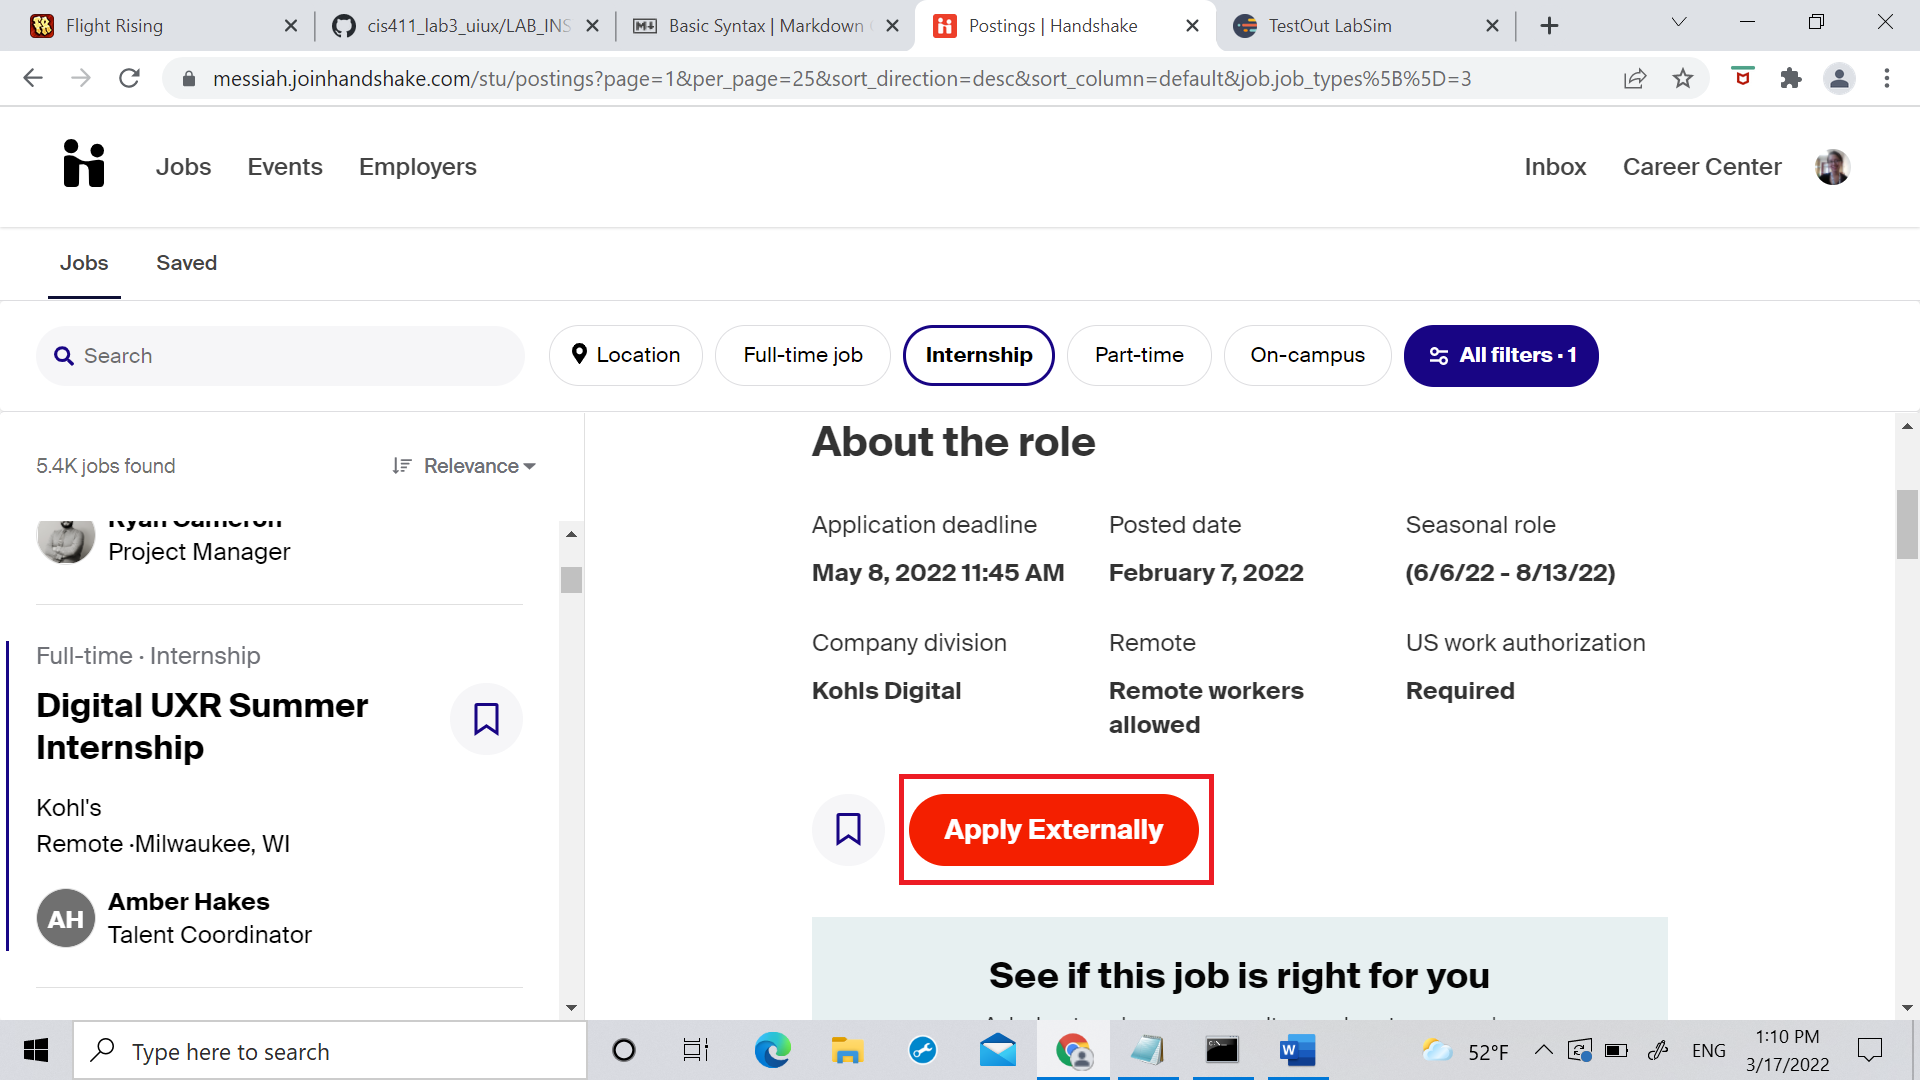 Flight Rising
cis411_lab3_uiux/LAB_INS
Basic Syntax | Markdown
Postings | Handshake
TestOut LabSim
messiah.joinhandshake.com/stu/postings?page=1&per_page=25&sort_direction=desc&sort_column=default&job.job_types%5B%5D=3
Jobs
Events
Employers
Inbox
Career Center
Jobs
Saved
Search
Location
Full-time job
Internship
Part-time
On-campus
All filters · 1
5.4K jobs found
Relevance
Ryan Cameron
Project Manager
Full-time · Internship
Digital UXR Summer
Internship
Kohl's
Remote ·Milwaukee, WI
AH
Amber Hakes
Talent Coordinator
About the role
Application deadline
May 8, 2022 11:45 AM
Posted date
February 7, 2022
Seasonal role
(6/6/22 - 8/13/22)
Company division
Kohls Digital
Remote
Remote workers
allowed
US work authorization
Required
Apply Externally
See if this job is right for you
Type here to search
52°F
ENG
1:10 PM
3/17/2022